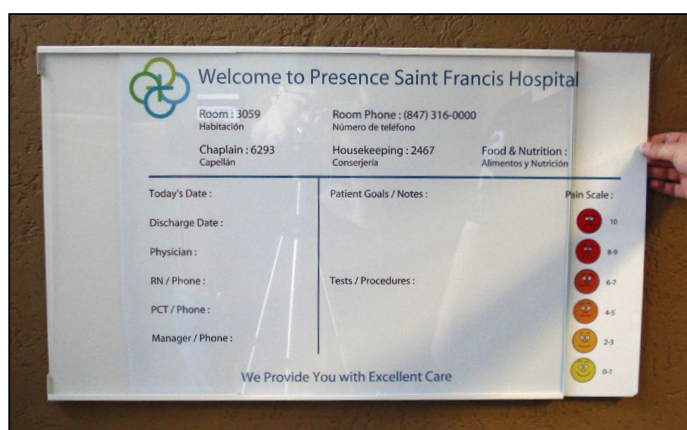 Welcome to Presence Saint Francis Hospital
Room : 3059
Habitación
Room Phone : (847) 316-0000
Número de teléfono
Chaplain : 6293
Capellán
Housekeeping : 2467
Conserjería
Food & Nutrition :
Alimentos y Nutrición
Today's Date :
Discharge Date :
Physician :
RN / Phone :
PCT / Phone :
Manager / Phone :
Patient Goals / Notes :
Tests / Procedures :
Pain Scale :
10
8-9
6-7
4-5
2-3
0-1
We Provide You with Excellent Care